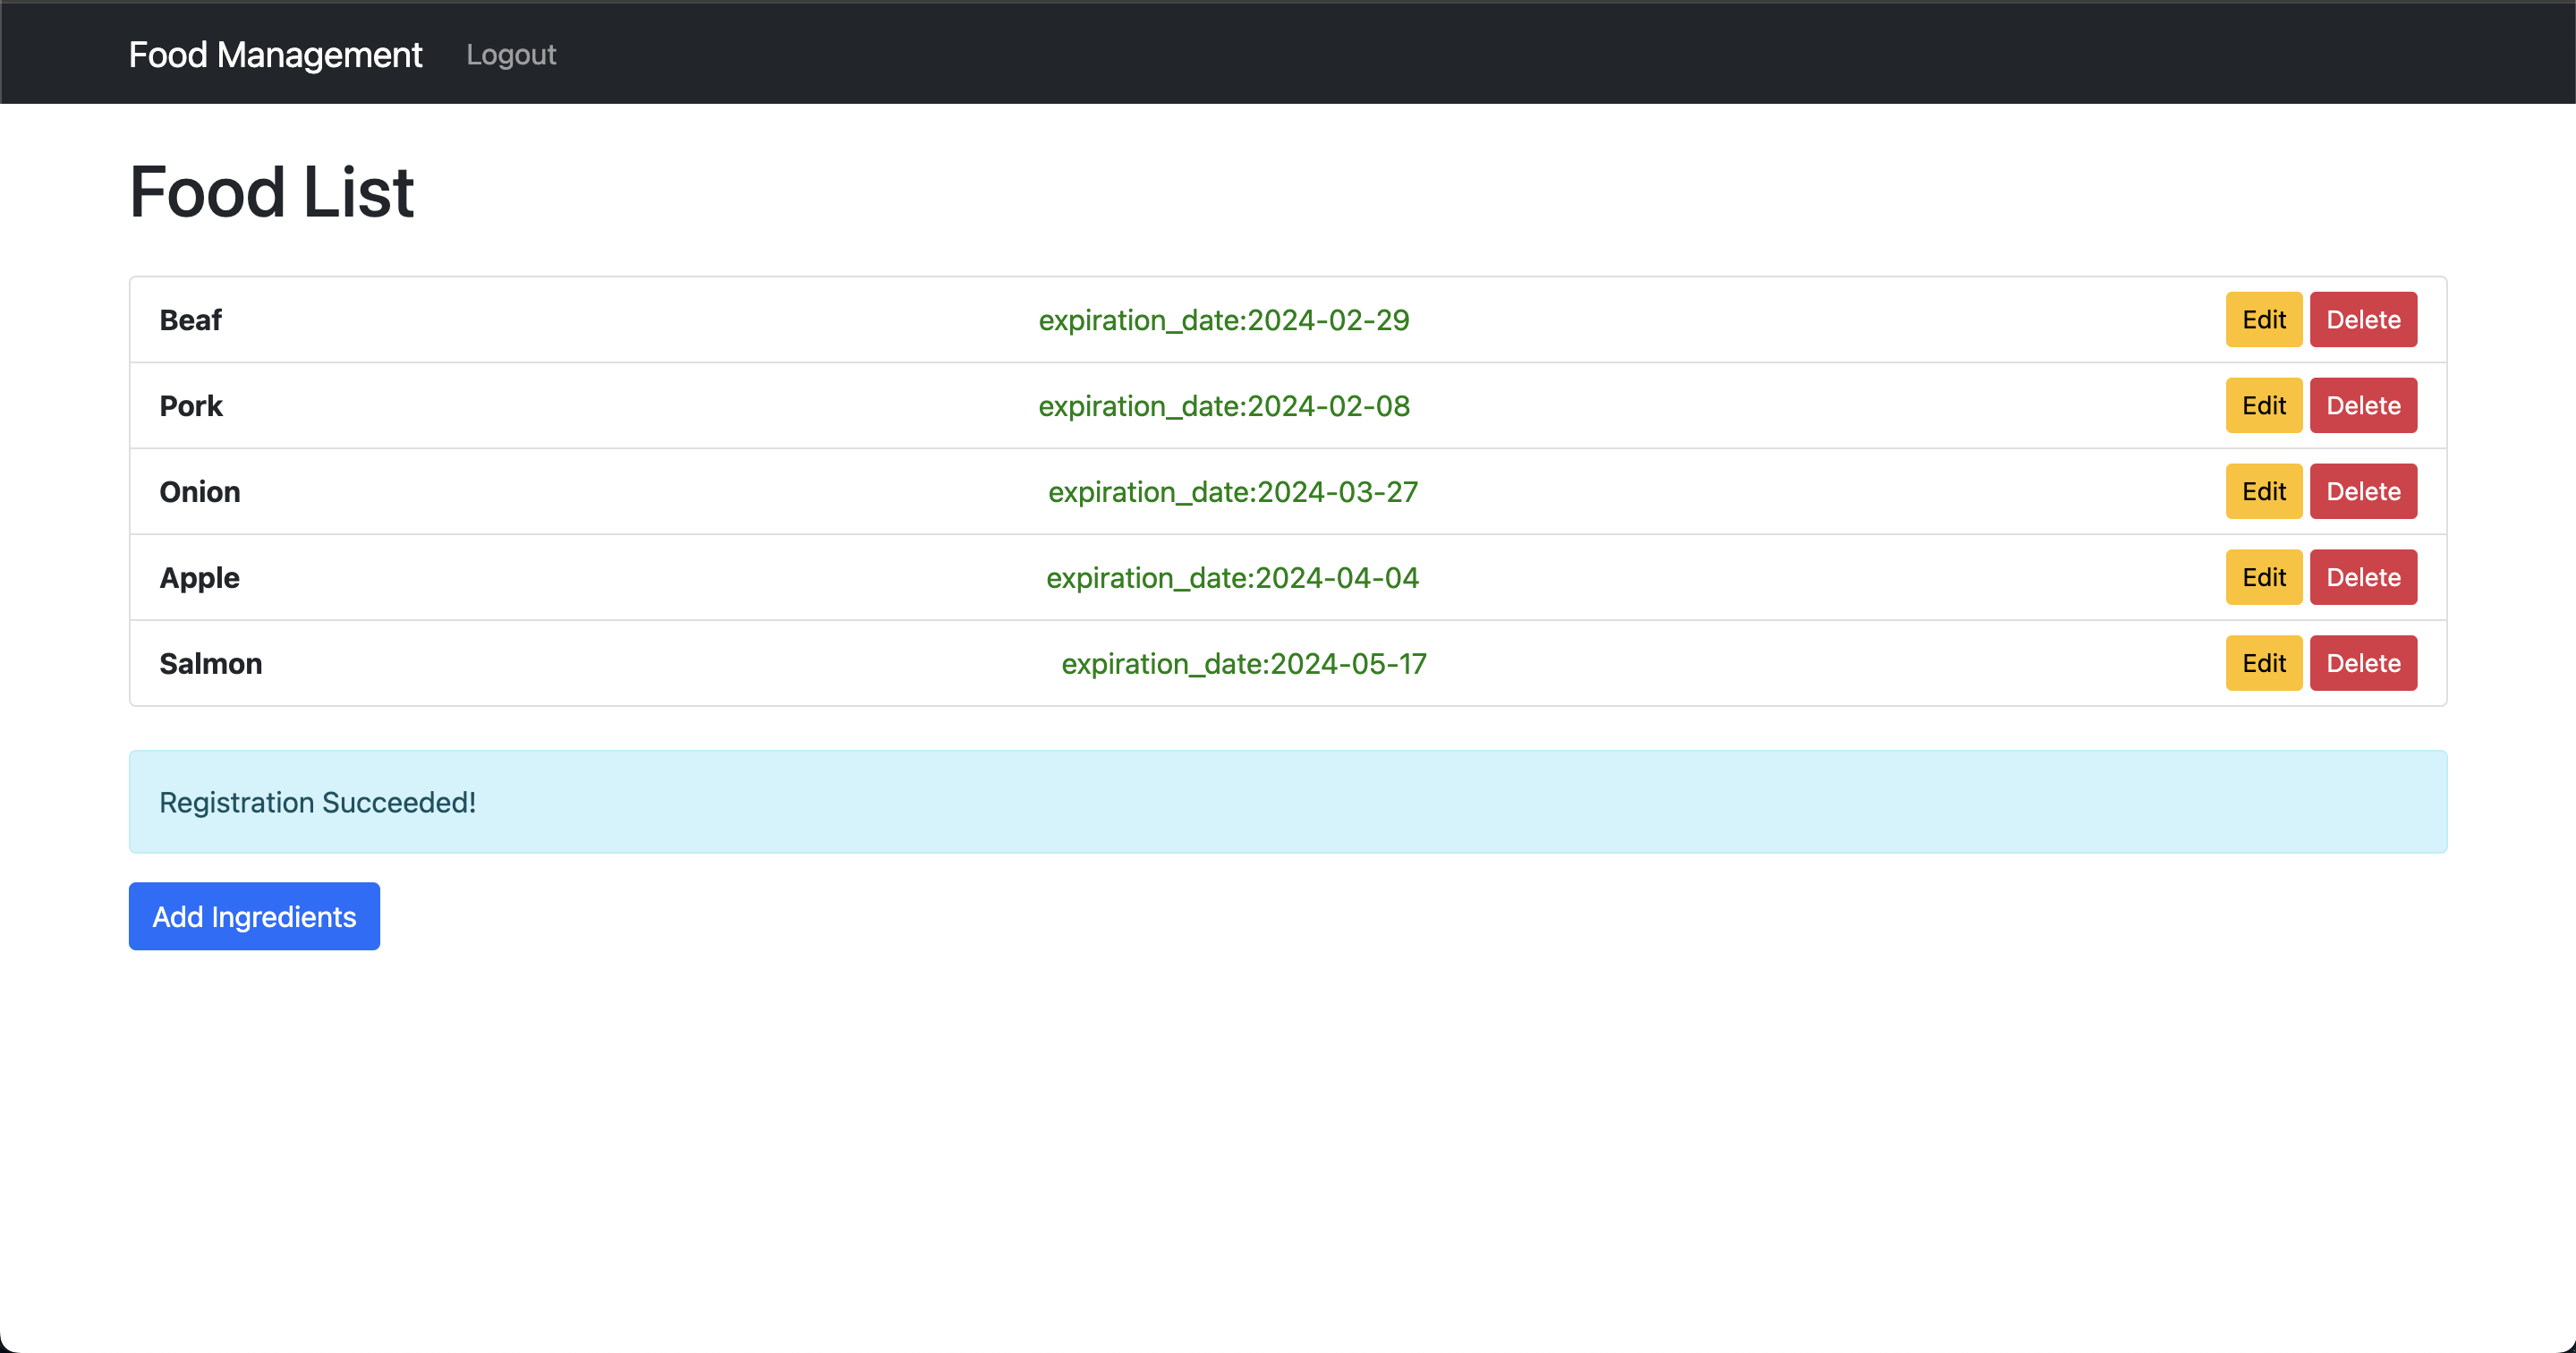 Food Management Logout
Food List
Beaf expiration_date:2024-02-29 Edit Delete
Pork expiration_date:2024-02-08 Edit Delete
Onion expiration_date:2024-03-27 Edit Delete
Apple expiration_date:2024-04-04 Edit Delete
Salmon expiration_date:2024-05-17 Edit Delete
Registration Succeeded!
Add Ingredients